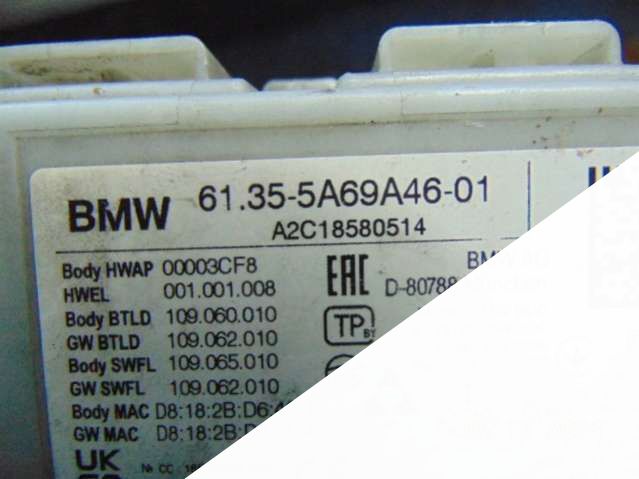 BMW 61.35-5A69A46-01
A2C18580514
Body HWAP 00003CF8
HWEL 001.001.008
Body BTLD 109.060.010
GW BTLD 109.062.010
Body SWFL 109.065.010
GW SWFL 109.062.010
Body MAC D8:18:2B:D6:
GW MAC D8:18:2B:
UK
EAC
D-80788
TP
BY